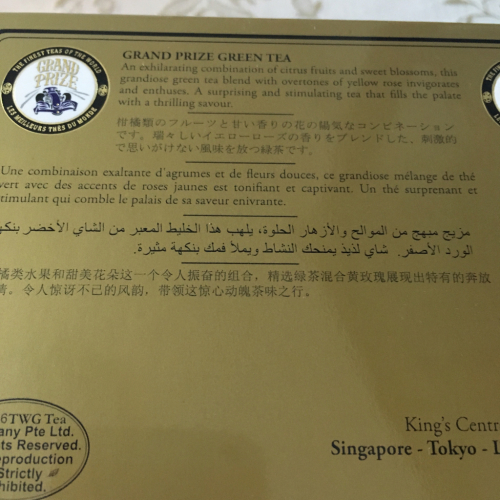 THE FINEST TEAS OF THE WORLD
GRAND
PRIZE
LES MEILLEURS THÉS DU MONDE
GRAND PRIZE GREEN TEA
An exhilarating combination of citrus fruits and sweet blossoms, this
grandiose green tea blend with overtones of yellow rose invigorates
and enthuses. A surprising and stimulating tea that fills the palate
with a thrilling savour.
柑橘類のフルーツと甘い香りの花の陽気なコンビネーション
です。瑞々しいイエローローズの香りをブレンドした、刺激的
で思いがけない風味を放つ緑茶です。
Une combinaison exaltante d'agrumes et de fleurs douces, ce grandiose mélange de thé
vert avec des accents de roses jaunes est tonifiant et captivant. Un thé surprenant et
stimulant qui comble le palais de sa saveur enivrante.
مزيج مبهج من الموالح والأزهار الحلوة، يلهب هذا الخليط المعبر من الشاي الأخضر بنكهة
الورد الأصفر. شاي لذيذ يمنحك النشاط ويملأ فمك بنكهة مثيرة.
橘类水果和甜美花朵这一个令人振奋的组合，精选绿茶混合黄玫瑰展现出特有的奔放
情。令人惊讶不已的风韵，带领这惊心动魄茶味之行。
6TWG Tea
any Pte Ltd.
ts Reserved.
eproduction
Strictly
hibited.
King's Centr
Singapore - Tokyo - L